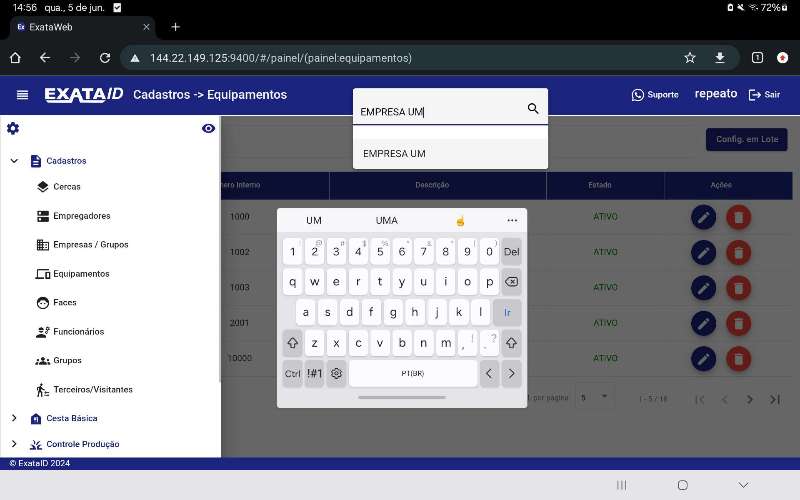 14:56 qua., 5 de jun. 72%
ExataWeb
144.22.149.125:9400/#/painel/(painel:equipamentos) 1
EXATAID Cadastros -> Equipamentos Suporte repeato Sair
EMPRESA UM
EMPRESA UM
Config. em Lote
Cadastros
Cercas
Empregadores
Empresas / Grupos
Equipamentos
Faces
Funcionários
Grupos
Terceiros/Visitantes
Cesta Básica
Controle Produção
Interno Descrição Estado Ações
1000 ATIVO
1002 ATIVO
1003 ATIVO
2001 ATIVO
10000 ATIVO
por página: 5 1 - 5 / 18
UM UMA ...
1 2 3 4 5 6 7 8 9 0 Del
q w e r t y u i o p
a s d f g h j k l Ir
z x c v b n m , ! . ?
Ctrl !#1 PT(BR) < >
© ExataID 2024